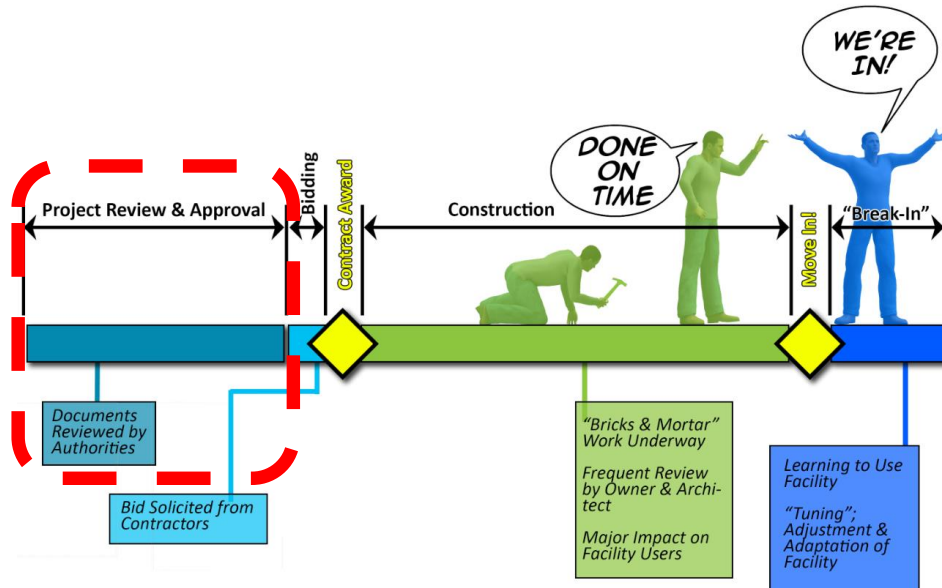 WE'RE
IN!
DONE
ON
TIME
Project Review & Approval
Bidding
Contract Award
Construction
Move In!
“Break-In”
Documents
Reviewed by
Authorities
Bid Solicited from
Contractors
“Bricks & Mortar”
Work Underway
Frequent Review
by Owner & Archi-
tect
Major Impact on
Facility Users
Learning to Use
Facility
“Tuning”;
Adjustment &
Adaptation of
Facility